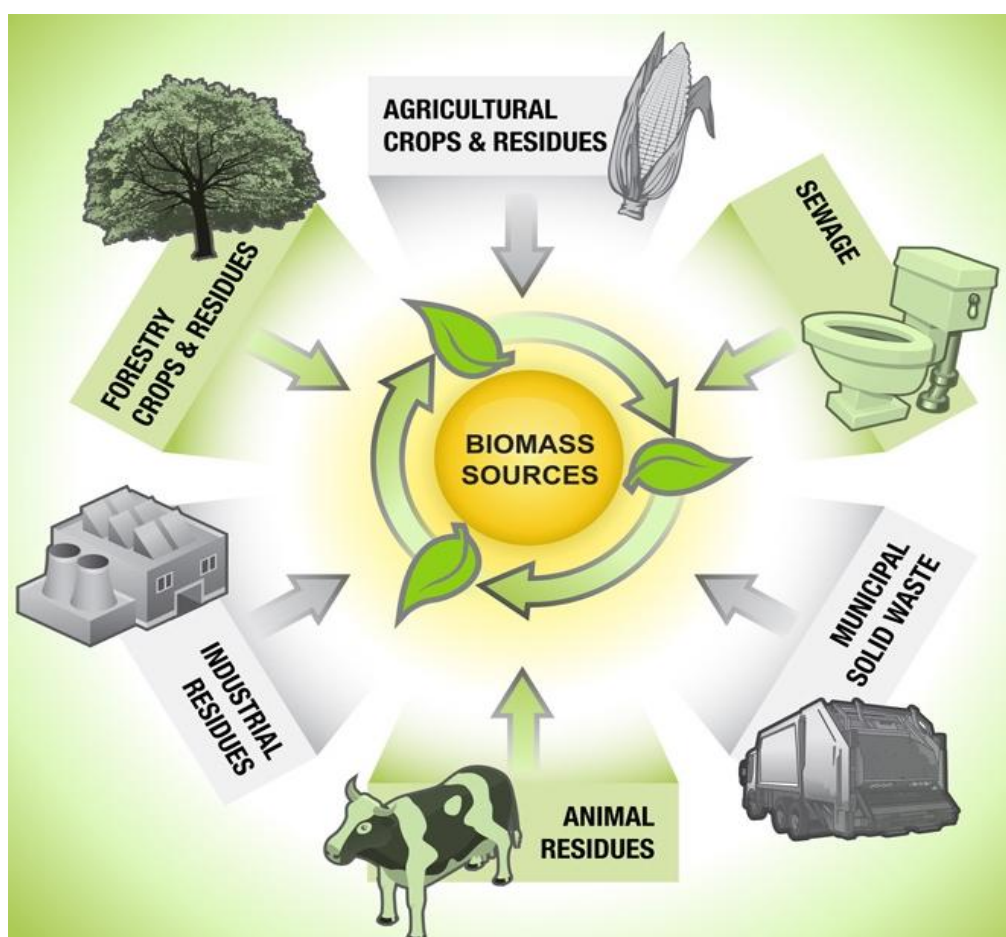 AGRICULTURAL
CROPS & RESIDUES
SEWAGE
FORESTRY
CROPS & RESIDUES
BIOMASS
SOURCES
MUNICIPAL
SOLID WASTE
INDUSTRIAL
RESIDUES
ANIMAL
RESIDUES